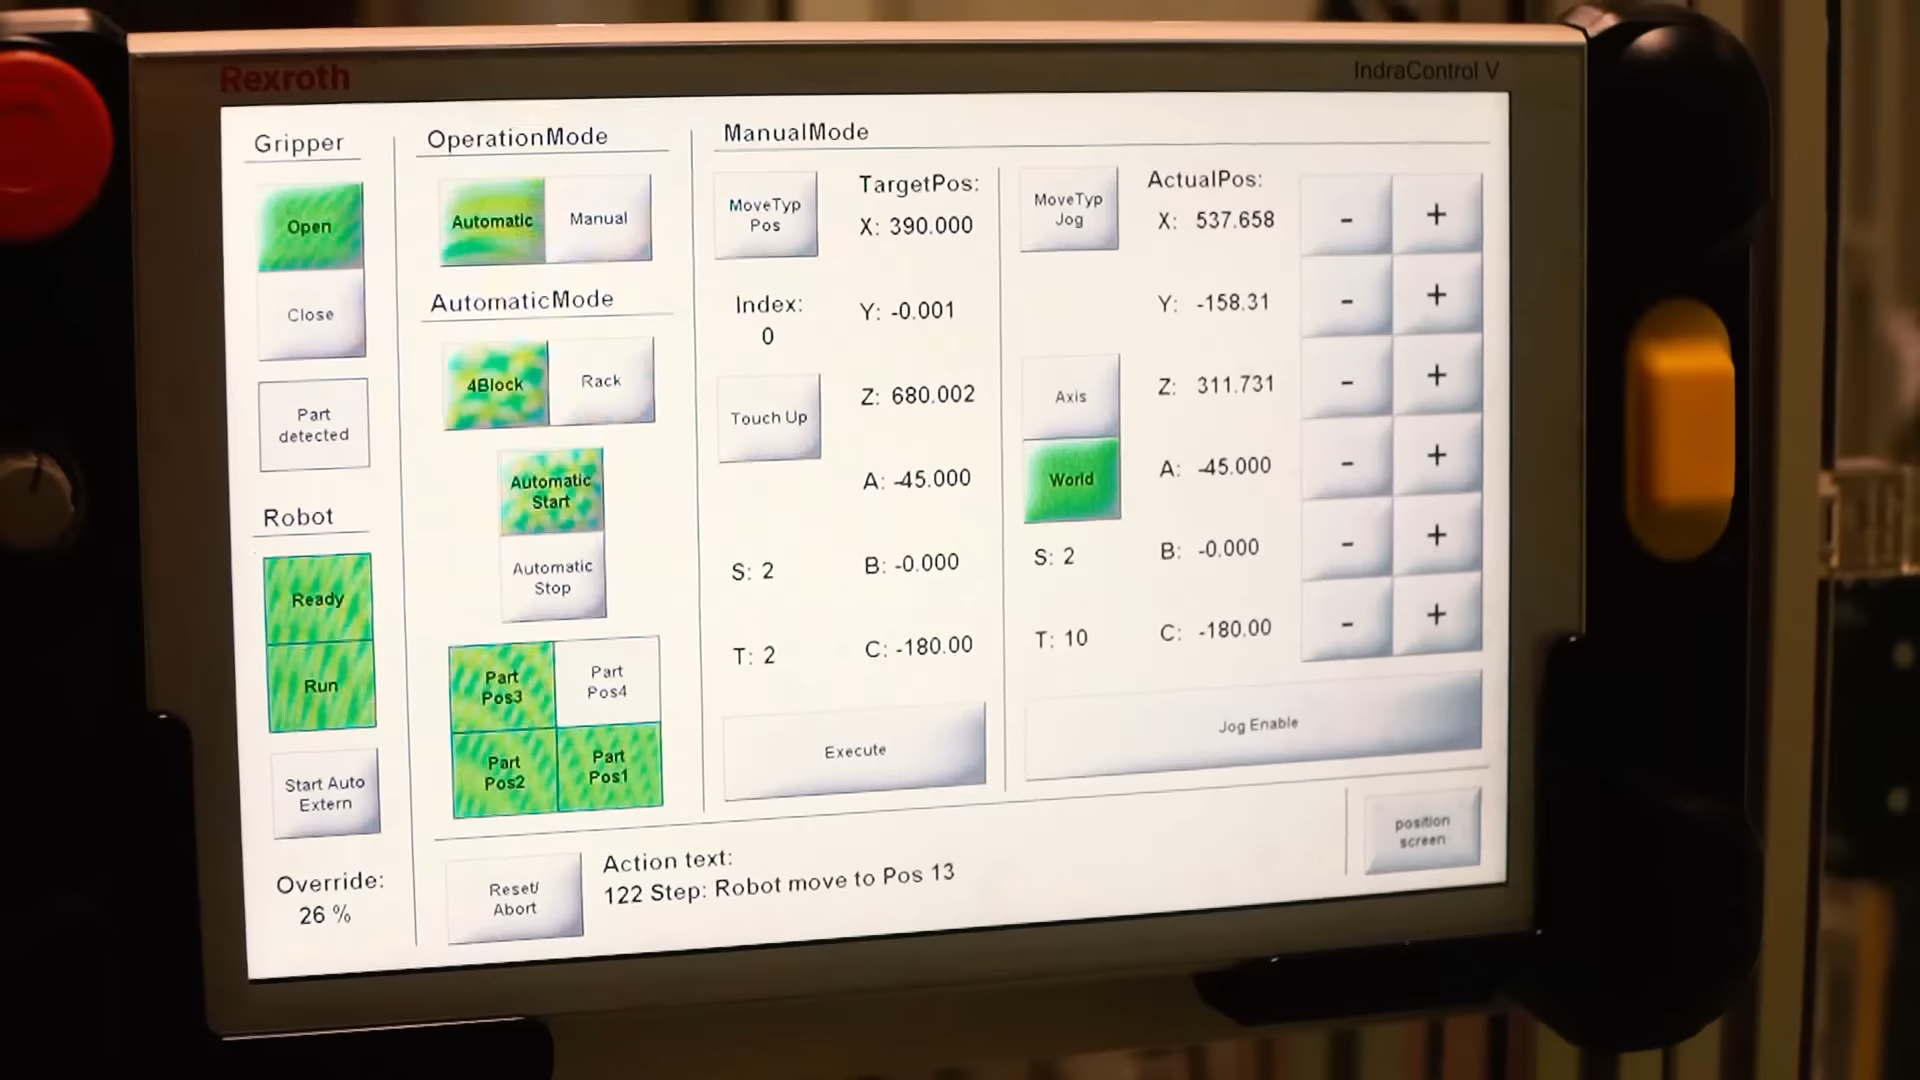 Rexroth
IndraControl V
Gripper
Open
Close
Part
detected
Robot
Ready
Run
Start Auto
Extern
Override:
26 %
OperationMode
Automatic
Manual
AutomaticMode
4Block
Rack
Automatic
Start
Automatic
Stop
Part
Pos3
Part
Pos4
Part
Pos2
Part
Pos1
ManualMode
MoveTyp
Pos
TargetPos:
X: 390.000
Index:
0
Y: -0.001
Touch Up
Z: 680.002
A: -45.000
S: 2
B: -0.000
T: 2
C: -180.00
Execute
MoveTyp
Jog
ActualPos:
X: 537.658
- +
Y: -158.31
- +
Axis
Z: 311.731
- +
World
A: -45.000
- +
S: 2
B: -0.000
- +
T: 10
C: -180.00
- +
Jog Enable
Reset/
Abort
Action text:
122 Step: Robot move to Pos 13
position
screen